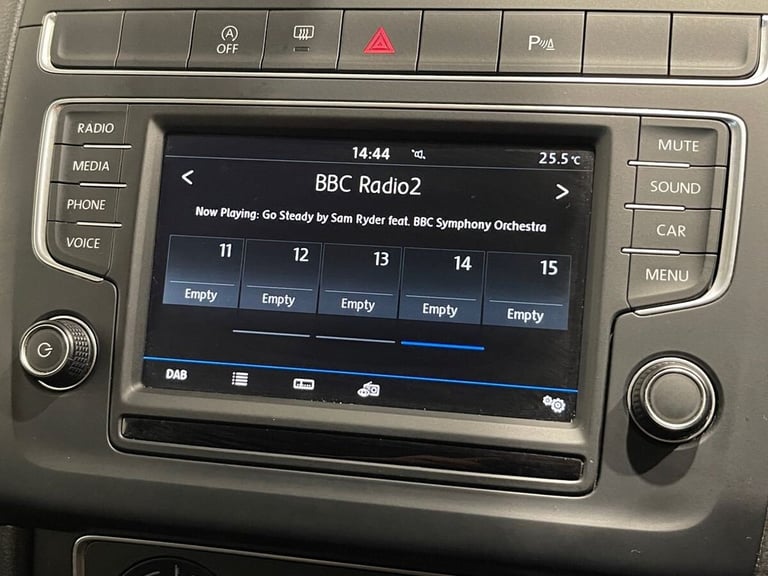 OFF
P
RADIO
MEDIA
PHONE
VOICE
14:44
25.5°C
< BBC Radio2 >
Now Playing: Go Steady by Sam Ryder feat. BBC Symphony Orchestra
11 12 13 14 15
Empty Empty Empty Empty Empty
DAB
MUTE
SOUND
CAR
MENU